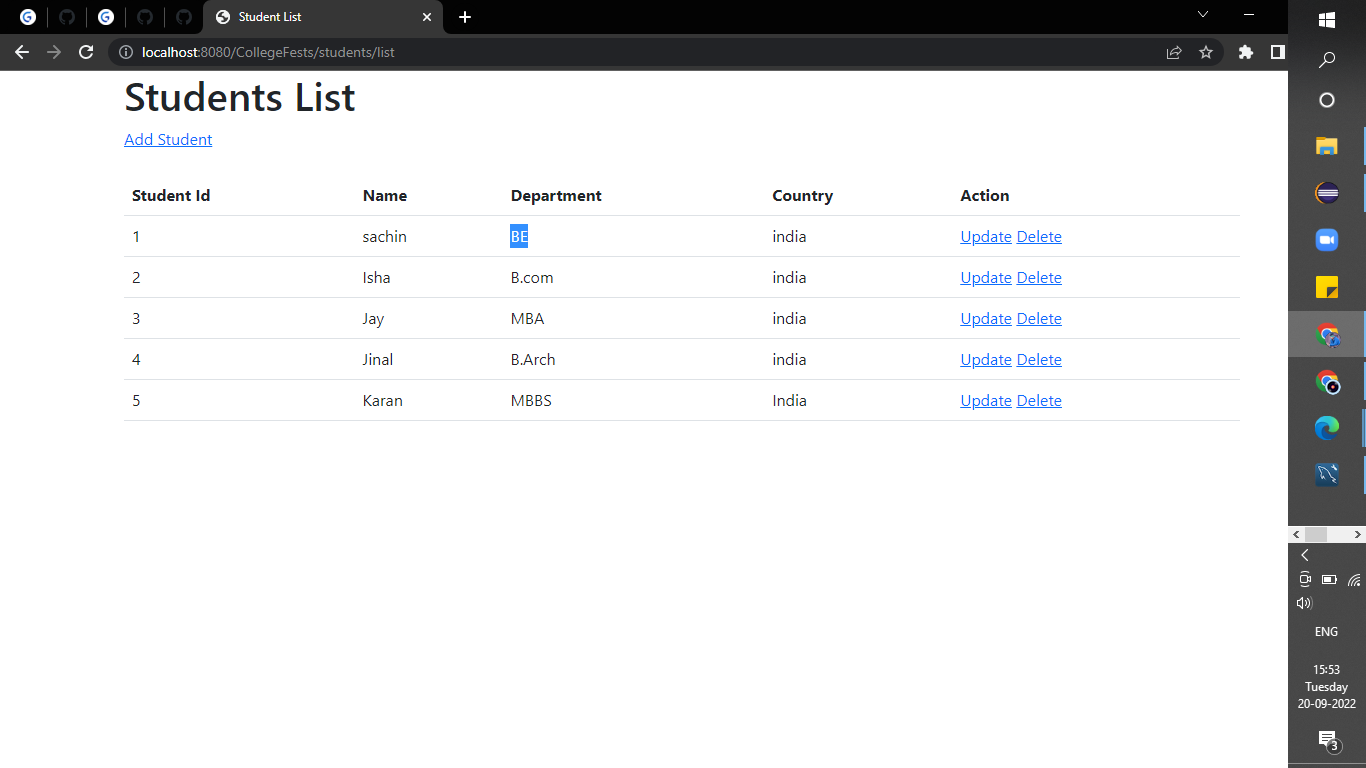 Student List
localhost:8080/CollegeFests/students/list
Students List
Add Student
Student Id Name Department Country Action
1 sachin BE india Update Delete
2 Isha B.com india Update Delete
3 Jay MBA india Update Delete
4 Jinal B.Arch india Update Delete
5 Karan MBBS India Update Delete
ENG
15:53
Tuesday
20-09-2022
3